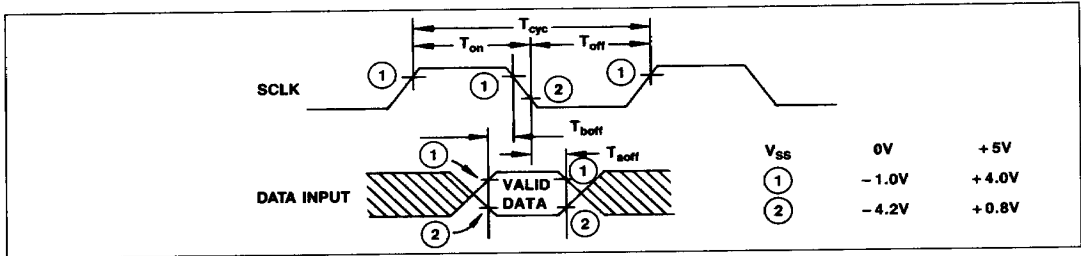 Tcyc
Ton
Toff
1
1
2
1
SCLK
Tboff
Taoff
1
1
VALID
DATA
DATA INPUT
2
2
VSS 0V +5V
1 -1.0V +4.0V
2 -4.2V +0.8V